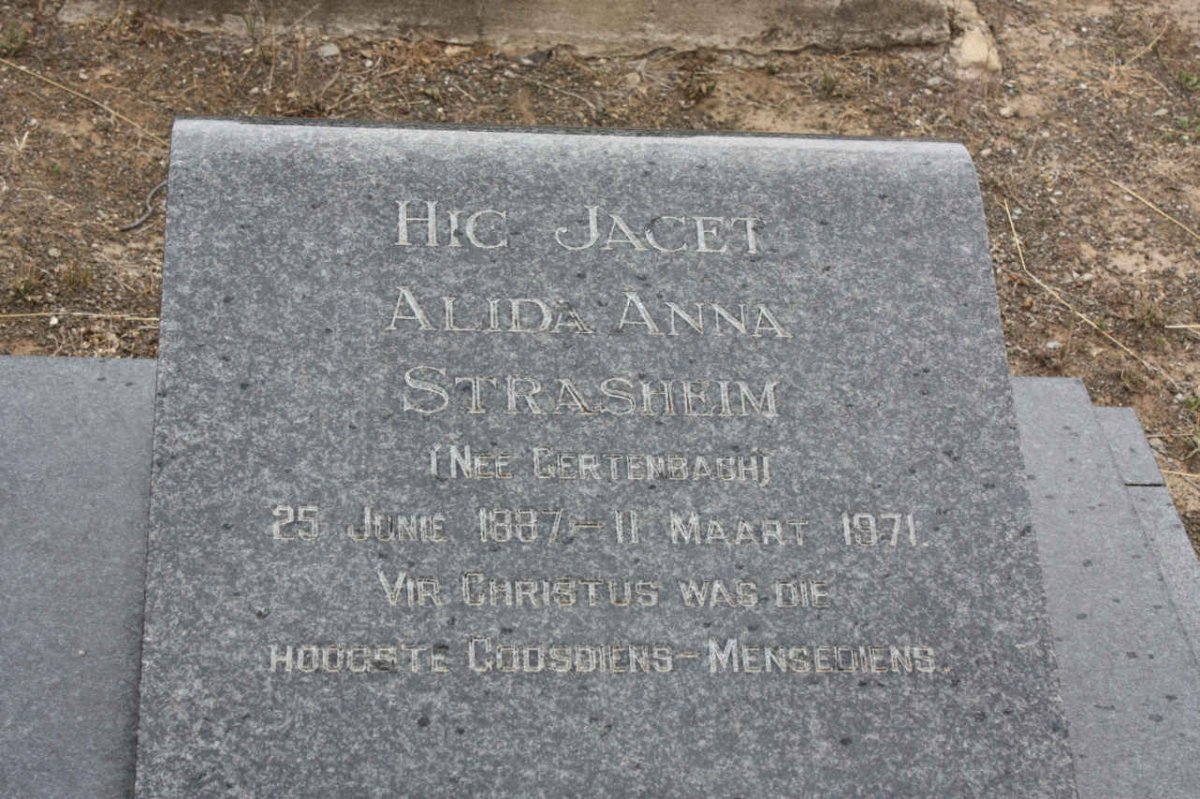 Hic Jacet
Alida Anna
Strasheim
(Nee Gertenbach)
25 Junie 1887 – 11 Maart 1971.
Vir Christus was die
hoogste Godsdiens – Mensediens.